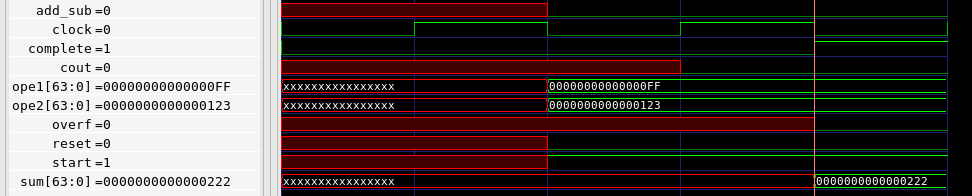 add_sub=0
clock=0
complete=1
cout=0
ope1[63:0]=00000000000000FF xxxxxxxxxxxxxxxx 00000000000000FF
ope2[63:0]=0000000000000123 xxxxxxxxxxxxxxxx 0000000000000123
overf=0
reset=0
start=1
sum[63:0]=0000000000000222 xxxxxxxxxxxxxxxx 0000000000000222